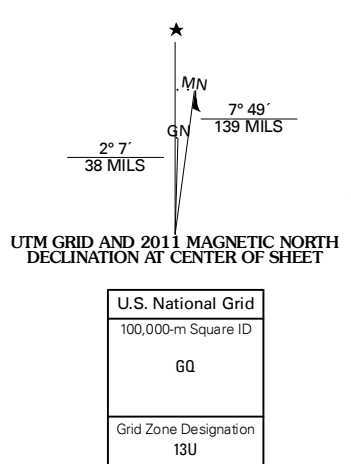 MN
7° 49´
139 MILS
GN
2° 7´
38 MILS
UTM GRID AND 2011 MAGNETIC NORTH
DECLINATION AT CENTER OF SHEET
U.S. National Grid
100,000-m Square ID
GQ
Grid Zone Designation
13U